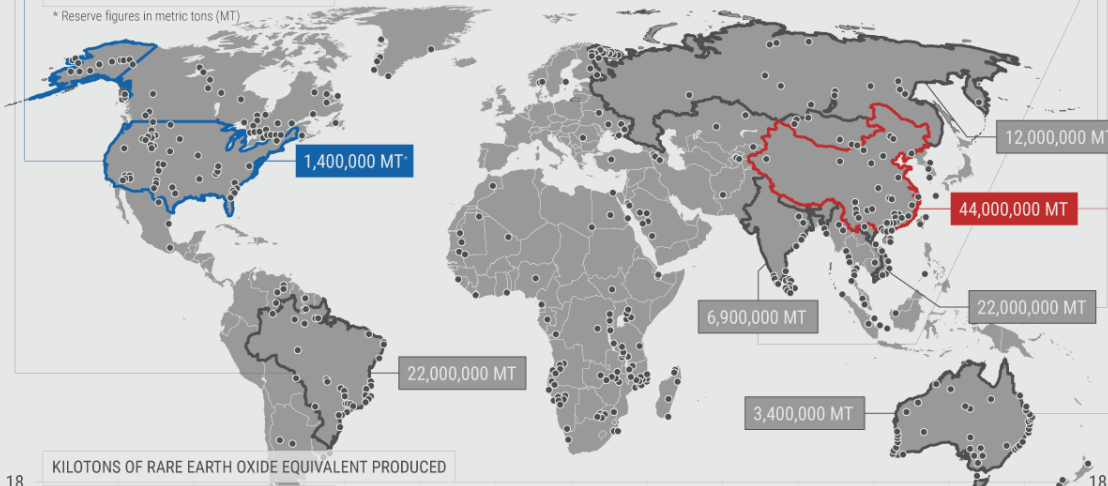 * Reserve figures in metric tons (MT)
12,000,000 MT
1,400,000 MT*
44,000,000 MT
6,900,000 MT
22,000,000 MT
22,000,000 MT
3,400,000 MT
KILOTONS OF RARE EARTH OXIDE EQUIVALENT PRODUCED
18
18